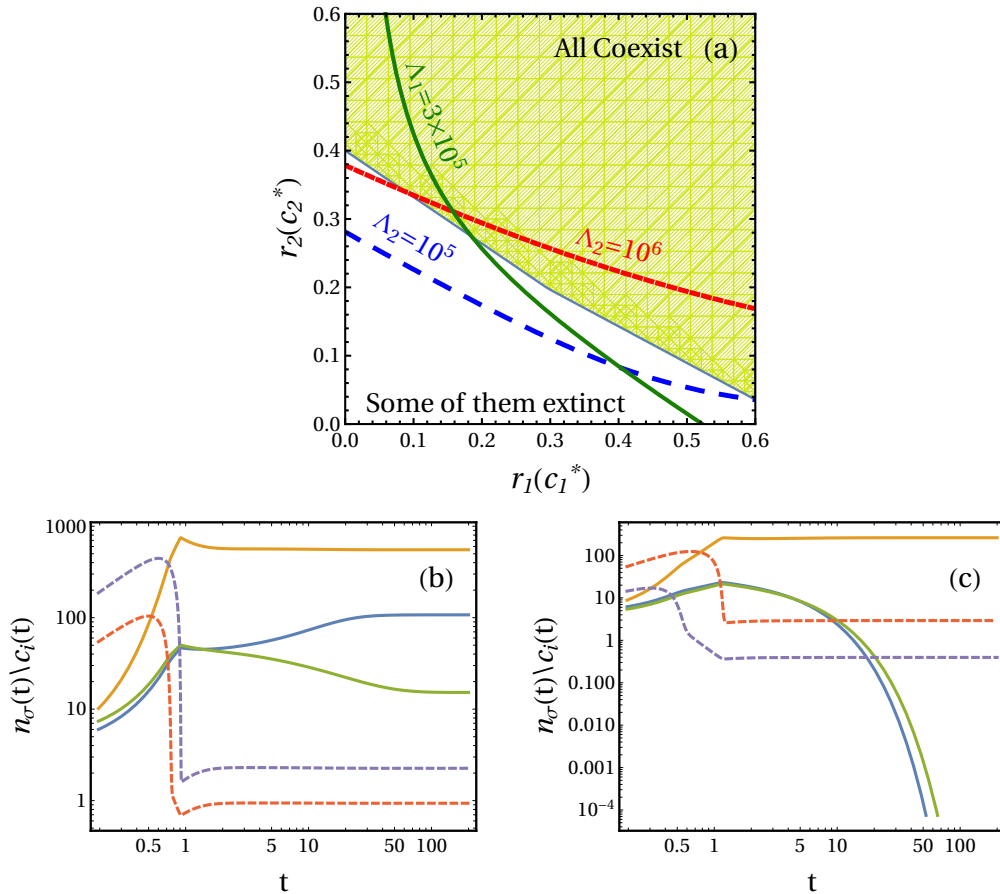 0.6
All Coexist (a)
0.5
Λ1=3×10^5
0.4
0.3
r2(c2*)
Λ2=10^5
Λ2=10^6
0.2
0.1
Some of them extinct
0.0
0.0 0.1 0.2 0.3 0.4 0.5 0.6
r1(c1*)
1000
(b)
100
10
1
nσ(t)\ci(t)
0.5 1 5 10 50 100
t
100
(c)
10
1
0.100
0.010
0.001
10^-4
nσ(t)\ci(t)
0.5 1 5 10 50 100
t